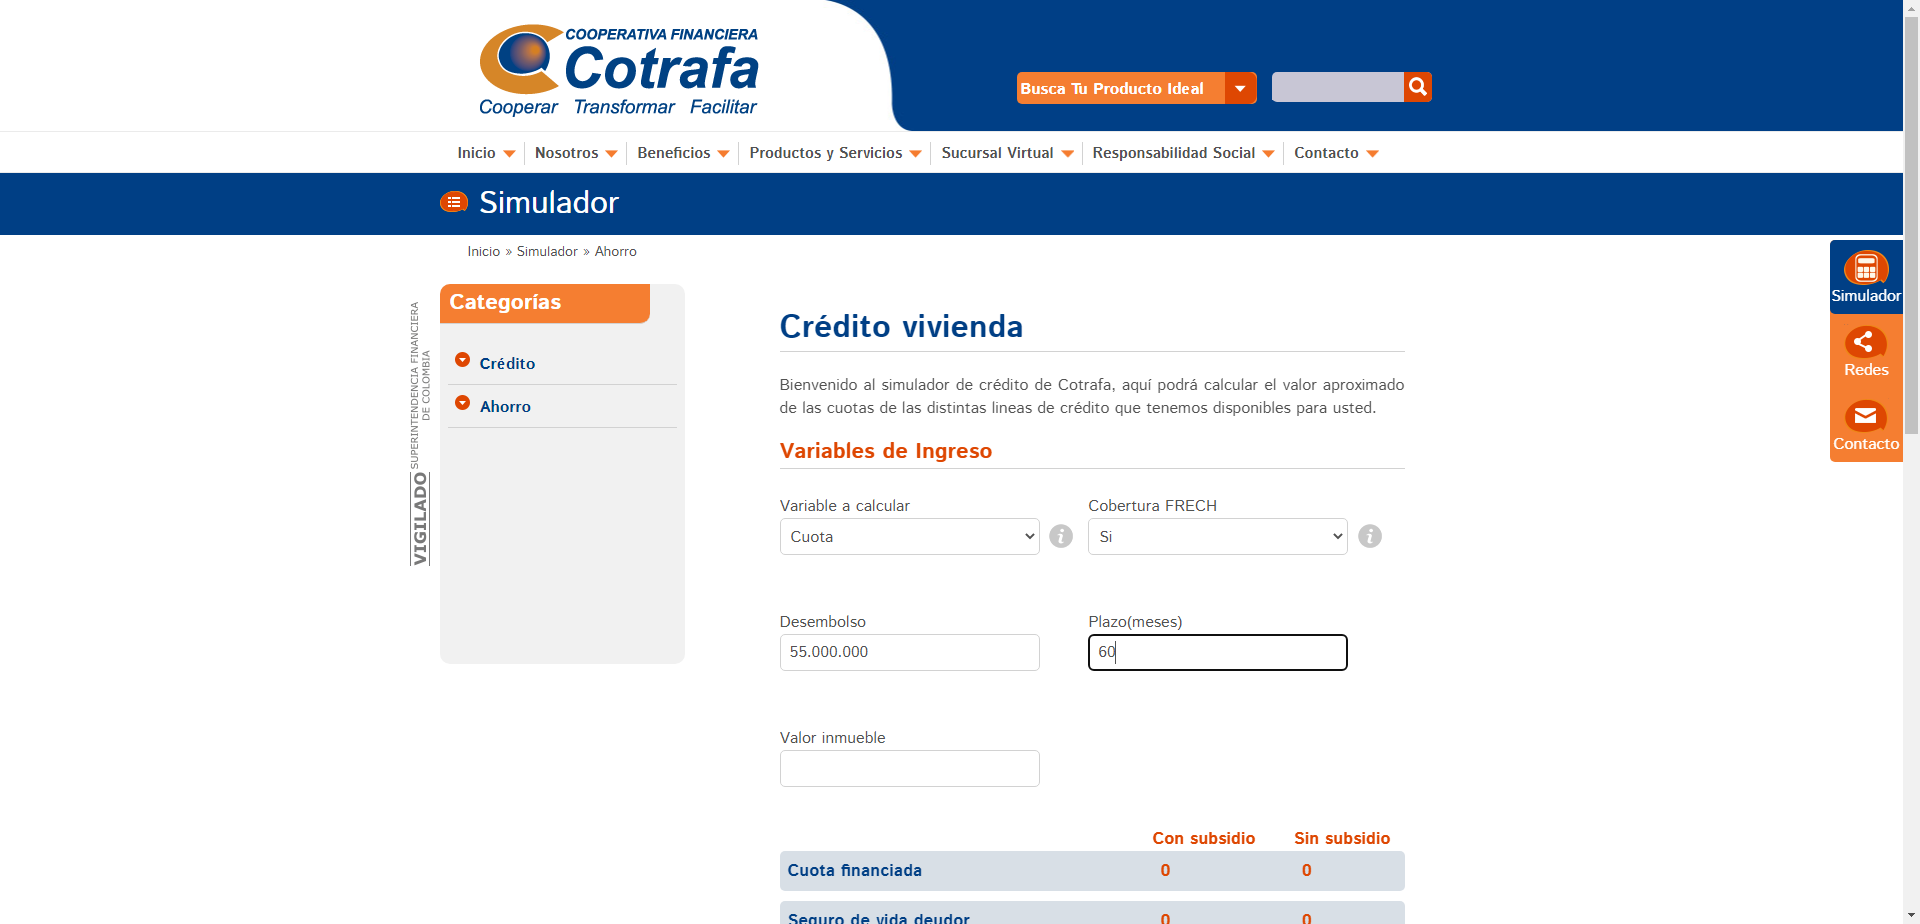 COOPERATIVA FINANCIERA
Cotrafa
Cooperar Transformar Facilitar
Busca Tu Producto Ideal
Inicio
Nosotros
Beneficios
Productos y Servicios
Sucursal Virtual
Responsabilidad Social
Contacto
Simulador
Inicio » Simulador » Ahorro
Simulador
Redes
Contacto
VIGILADO
SUPERINTENDENCIA FINANCIERA
DE COLOMBIA
Categorías
Crédito
Ahorro
Crédito vivienda
Bienvenido al simulador de crédito de Cotrafa, aquí podrá calcular el valor aproximado
de las cuotas de las distintas lineas de crédito que tenemos disponibles para usted.
Variables de Ingreso
Variable a calcular
Cuota
i
Cobertura FRECH
Si
i
Desembolso
55.000.000
Plazo(meses)
60
Valor inmueble
Con subsidio Sin subsidio
Cuota financiada 0 0
Seguro de vida deudor 0 0